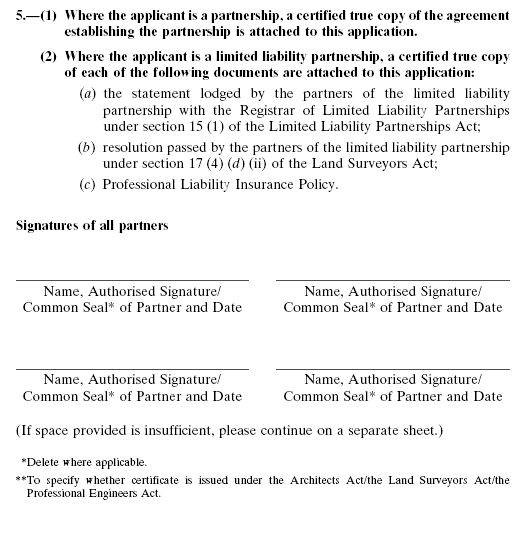 5.—(1) Where the applicant is a partnership, a certified true copy of the agreement
establishing the partnership is attached to this application.
(2) Where the applicant is a limited liability partnership, a certified true copy
of each of the following documents are attached to this application:
(a) the statement lodged by the partners of the limited liability
partnership with the Registrar of Limited Liability Partnerships
under section 15 (1) of the Limited Liability Partnerships Act;
(b) resolution passed by the partners of the limited liability partnership
under section 17 (4) (d) (ii) of the Land Surveyors Act;
(c) Professional Liability Insurance Policy.
Signatures of all partners
Name, Authorised Signature/ Name, Authorised Signature/
Common Seal* of Partner and Date Common Seal* of Partner and Date
Name, Authorised Signature/ Name, Authorised Signature/
Common Seal* of Partner and Date Common Seal* of Partner and Date
(If space provided is insufficient, please continue on a separate sheet.)
*Delete where applicable.
**To specify whether certificate is issued under the Architects Act/the Land Surveyors Act/the
Professional Engineers Act.